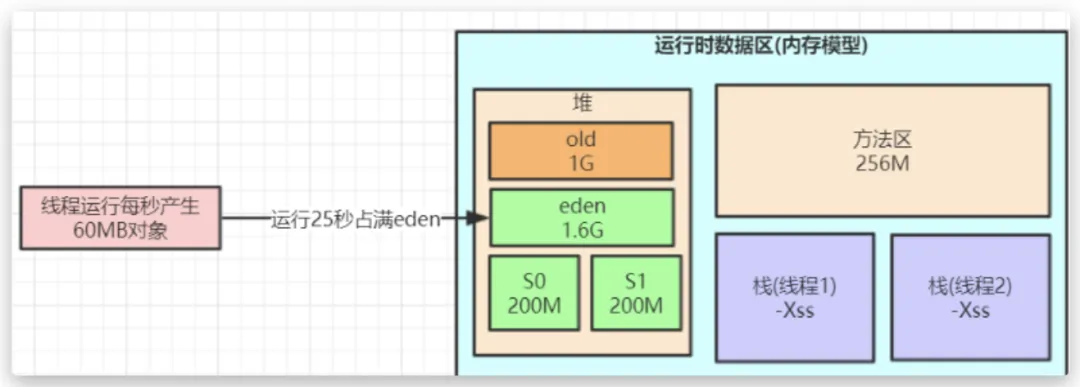 运行时数据区(内存模型)
堆
old
1G
方法区
256M
线程运行每秒产生
60MB对象
运行25秒占满eden
eden
1.6G
S0
200M
S1
200M
栈(线程1)
-Xss
栈(线程2)
-Xss